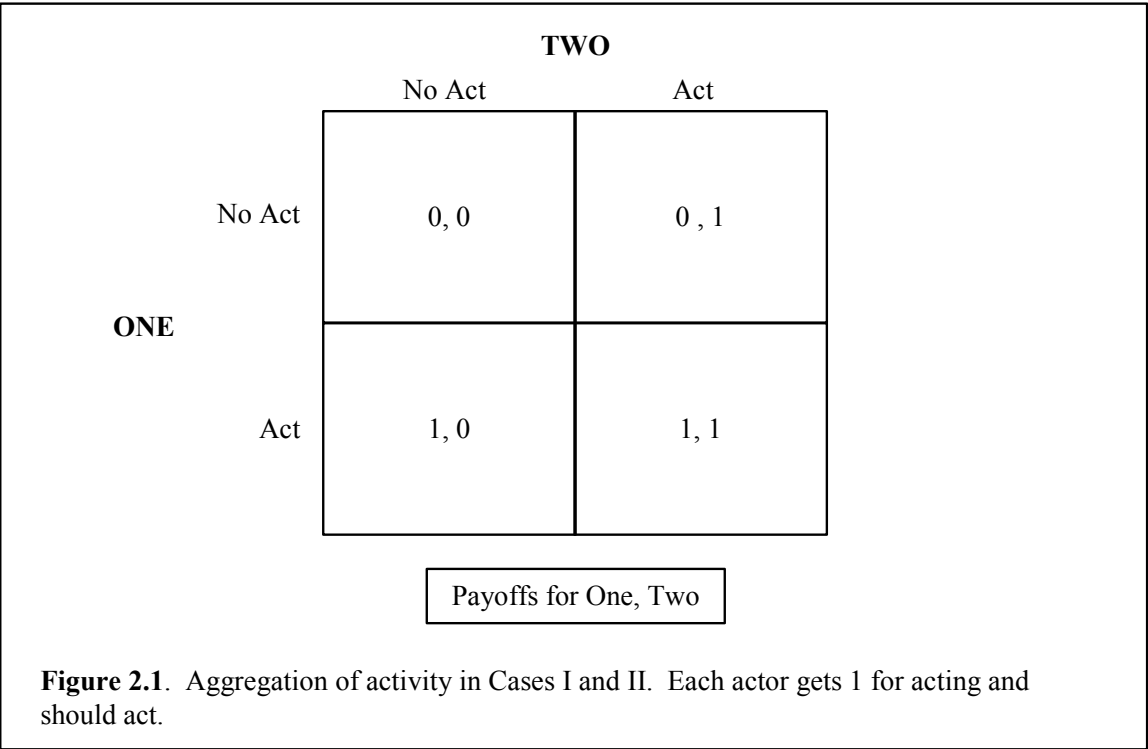 TWO
No Act Act
No Act 0, 0 0 , 1
ONE
Act 1, 0 1, 1
Payoffs for One, Two
Figure 2.1. Aggregation of activity in Cases I and II. Each actor gets 1 for acting and
should act.